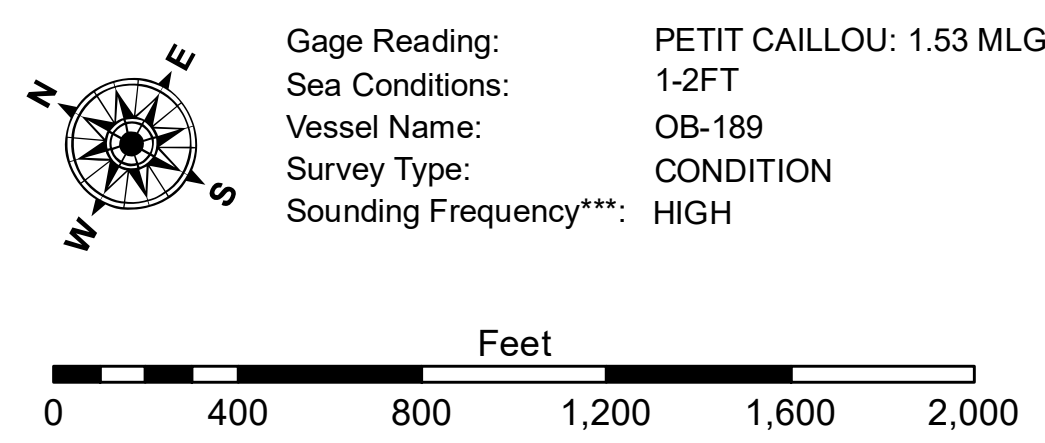 N
E
S
W
Gage Reading: PETIT CAILLOU: 1.53 MLG
Sea Conditions: 1-2FT
Vessel Name: OB-189
Survey Type: CONDITION
Sounding Frequency***: HIGH
Feet
0 400 800 1,200 1,600 2,000